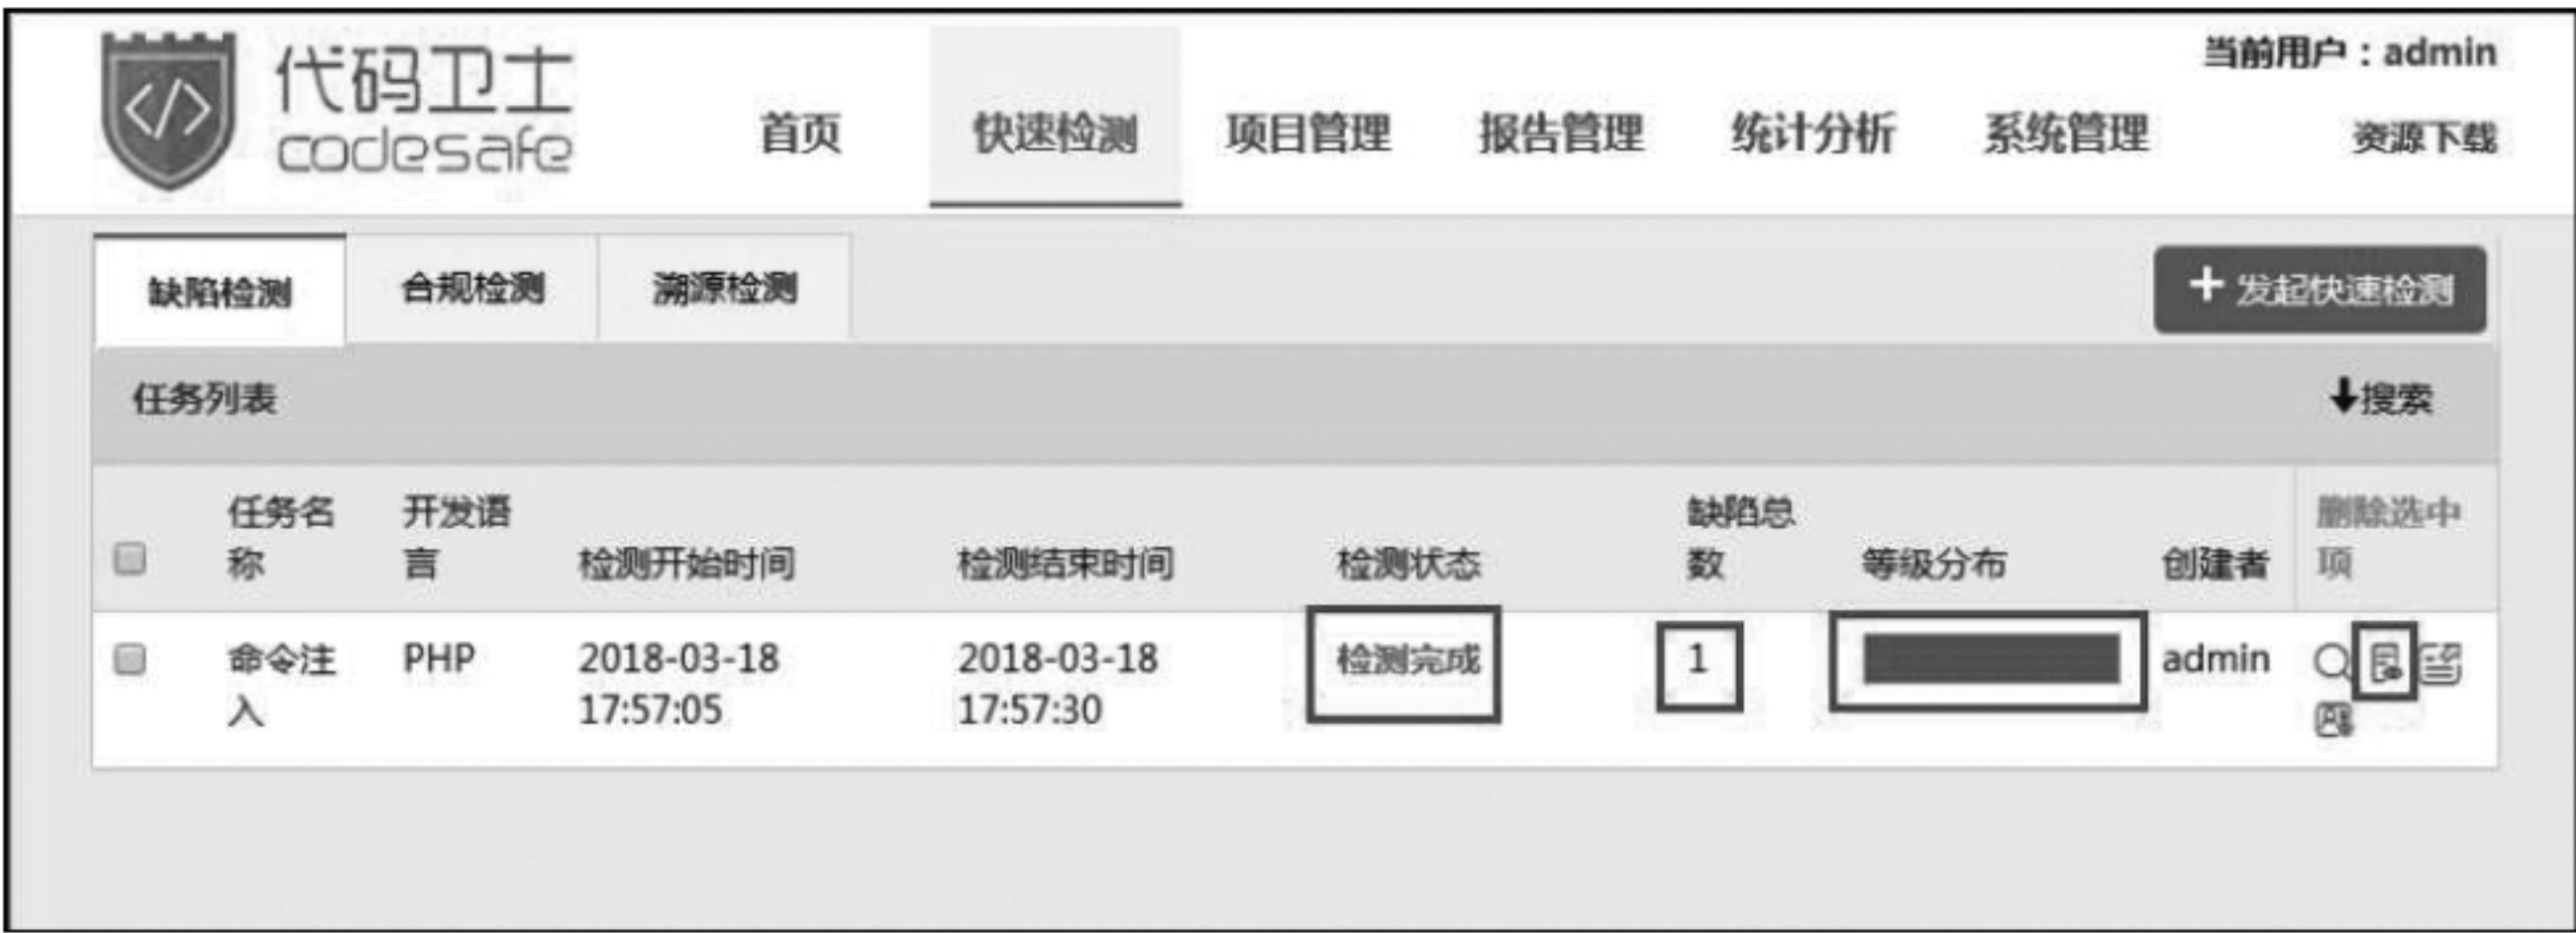 代码卫士
codesafe
当前用户：admin
首页 快速检测 项目管理 报告管理 统计分析 系统管理 资源下载
缺陷检测 合规检测 溯源检测 + 发起快速检测
任务列表 搜索
任务名称 开发语言 检测开始时间 检测结束时间 检测状态 缺陷总数 等级分布 创建者 删除选中项
命令注入 PHP 2018-03-18 17:57:05 2018-03-18 17:57:30 检测完成 1 admin